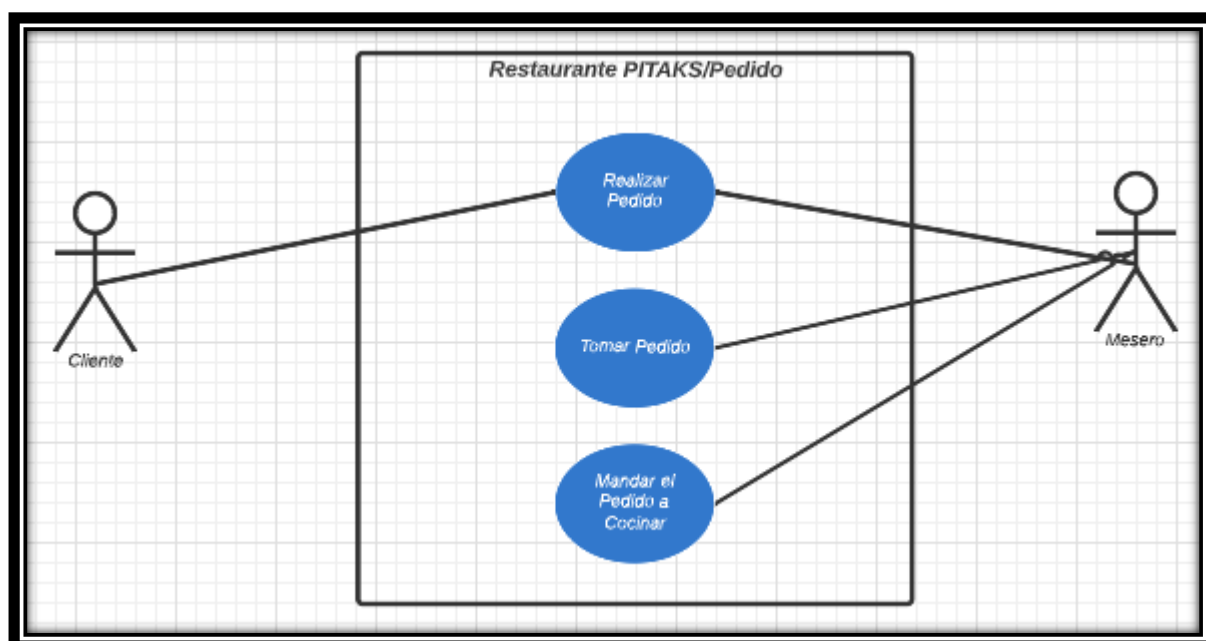 Restaurante PITAKS/Pedido
Realizar
Pedido
Cliente
Tomar Pedido
Mesero
Mandar el
Pedido a
Cocinar